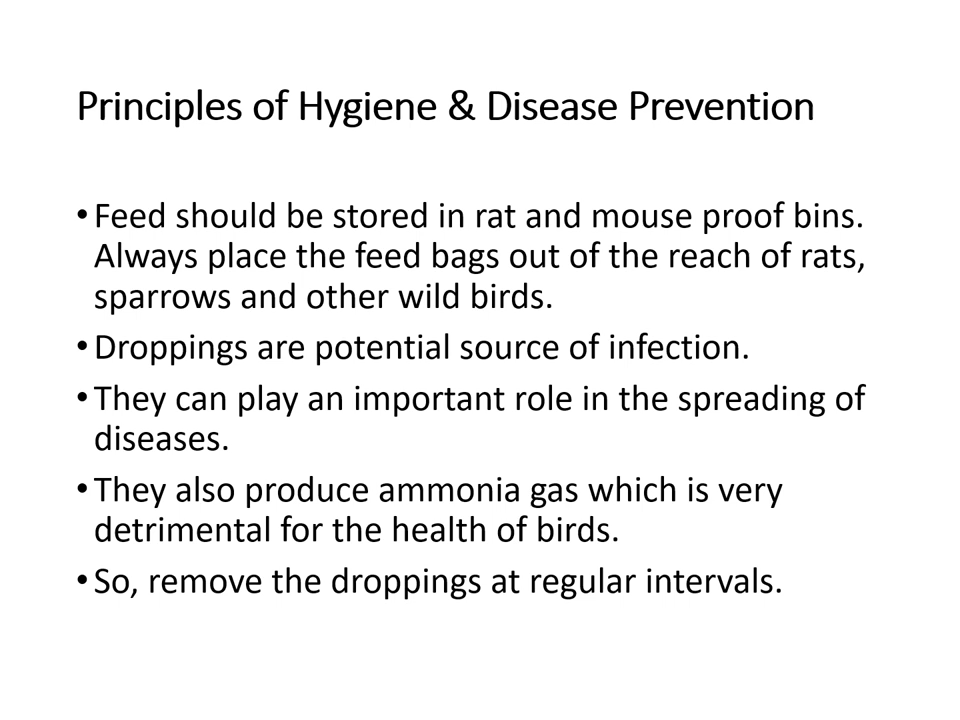 Principles of Hygiene & Disease Prevention
• Feed should be stored in rat and mouse proof bins.
Always place the feed bags out of the reach of rats,
sparrows and other wild birds.
• Droppings are potential source of infection.
• They can play an important role in the spreading of
diseases.
• They also produce ammonia gas which is very
detrimental for the health of birds.
• So, remove the droppings at regular intervals.